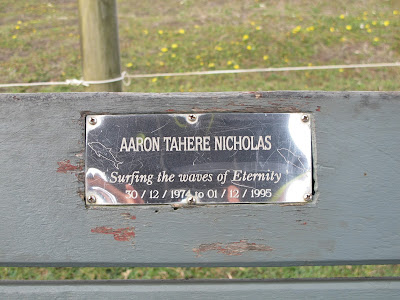 AARON TAHERE NICHOLAS
Surfing the waves of Eternity
30 / 12 / 1974 to 01 / 12 / 1995